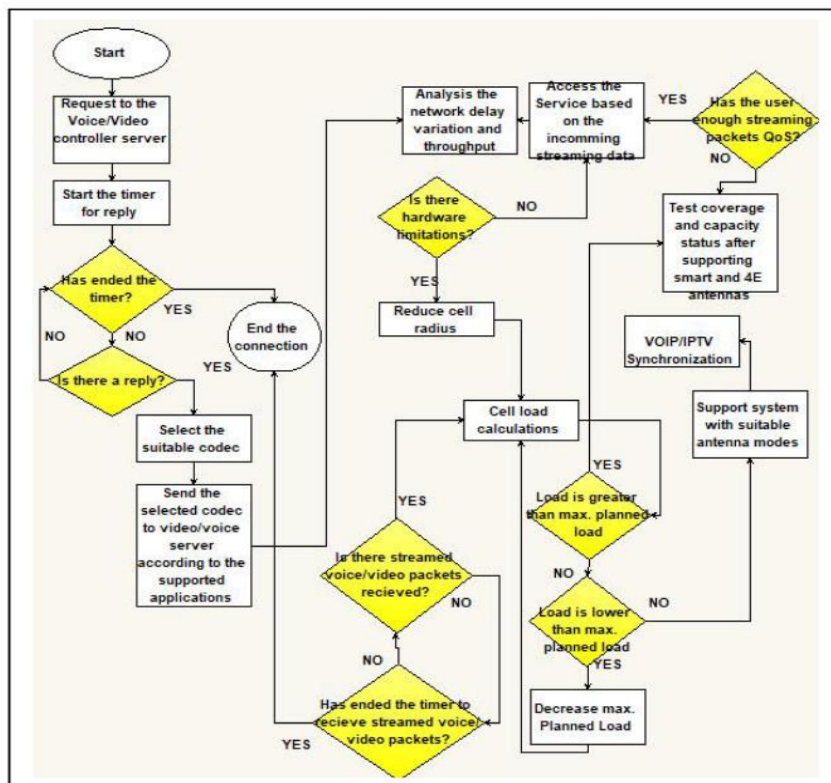 Start
Request to the
Voice/Video
controller server
Start the timer
for reply
Has ended the
timer?
YES
NO
NO
Is there a reply?
YES
End the
connection
Select the
suitable codec
Send the
selected codec
to video/voice
server
according to the
supported
applications
Analysis the
network delay
variation and
throughput
Access the
Service based
on the
incomming
streaming data
YES
Has the user
enough streaming
packets QoS?
NO
Is there
hardware
limitations?
NO
YES
Reduce cell
radius
Test coverage
and capacity
status after
supporting
smart and 4E
antennas
VOIP/IPTV
Synchronization
Support system
with suitable
antenna modes
Cell load
calculations
YES
Load is greater
than max. planned
load
NO
Load is lower
than max.
planned load
NO
YES
Decrease max.
Planned Load
YES
YES
Is there streamed
voice/video packets
recieved?
NO
NO
Has ended the timer to
recieve streamed voice/
video packets?
YES